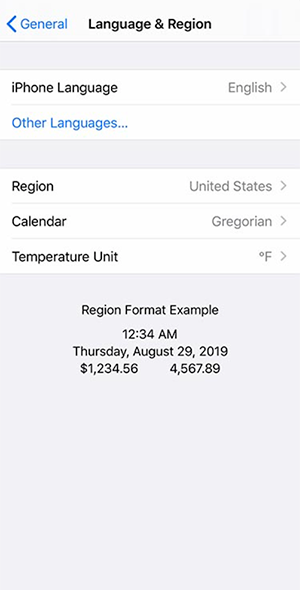 General Language & Region
iPhone Language English
Other Languages...
Region United States
Calendar Gregorian
Temperature Unit °F
Region Format Example
12:34 AM
Thursday, August 29, 2019
$1,234.56 4,567.89